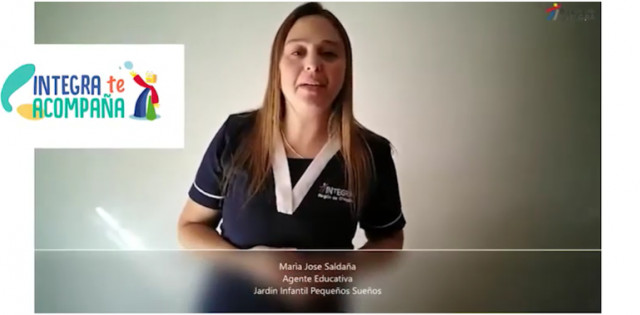 INTEGRA te
ACOMPAÑA
INTEGRA
Maria Jose Saldaña
Agente Educativa
Jardin Infantil Pequeños Sueños